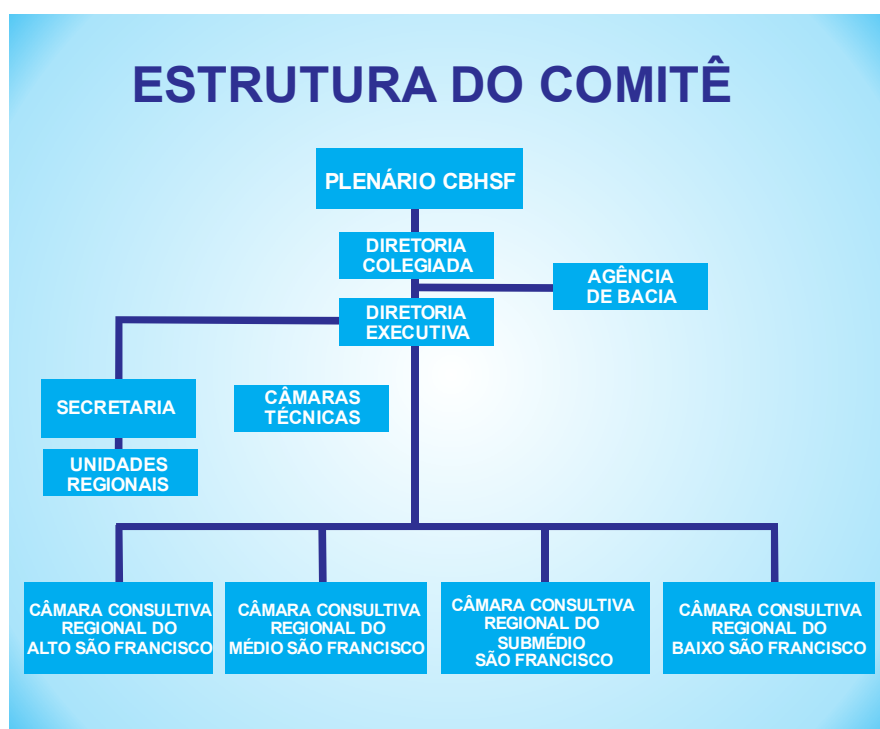 ESTRUTURA DO COMITÊ
PLENÁRIO CBHSF
DIRETORIA
COLEGIADA
AGÊNCIA
DE BACIA
DIRETORIA
EXECUTIVA
SECRETARIA
CÂMARAS
TÉCNICAS
UNIDADES
REGIONAIS
CÂMARA CONSULTIVA
REGIONAL DO
ALTO SÃO FRANCISCO
CÂMARA CONSULTIVA
REGIONAL DO
MÉDIO SÃO FRANCISCO
CÂMARA CONSULTIVA
REGIONAL DO
SUBMÉDIO
SÃO FRANCISCO
CÂMARA CONSULTIVA
REGIONAL DO
BAIXO SÃO FRANCISCO